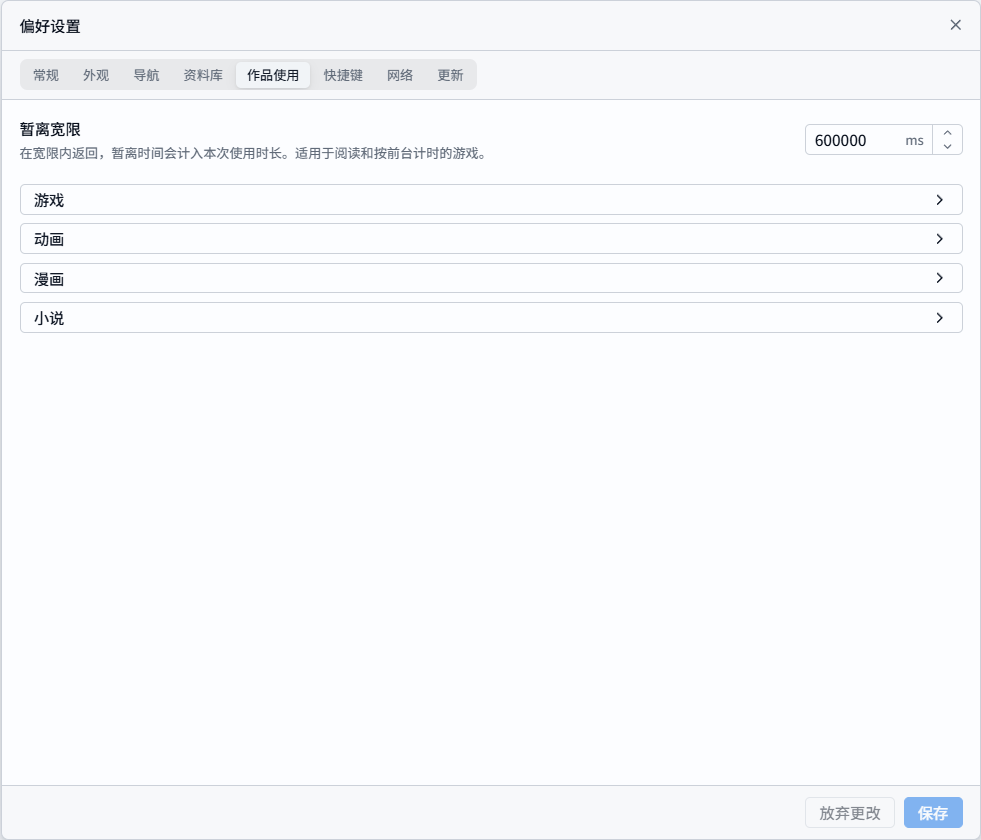 偏好设置
常规 外观 导航 资料库 作品使用 快捷键 网络 更新
暂离宽限
在宽限内返回，暂离时间会计入本次使用时长。适用于阅读和按前台计时的游戏。
600000 ms
游戏
动画
漫画
小说
放弃更改 保存